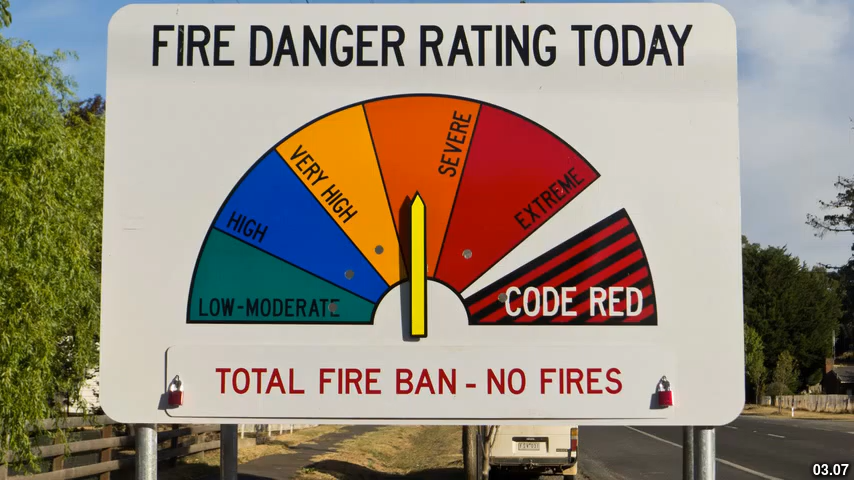 FIRE DANGER RATING TODAY
LOW-MODERATE
HIGH
VERY HIGH
SEVERE
EXTREME
CODE RED
TOTAL FIRE BAN - NO FIRES
03.07